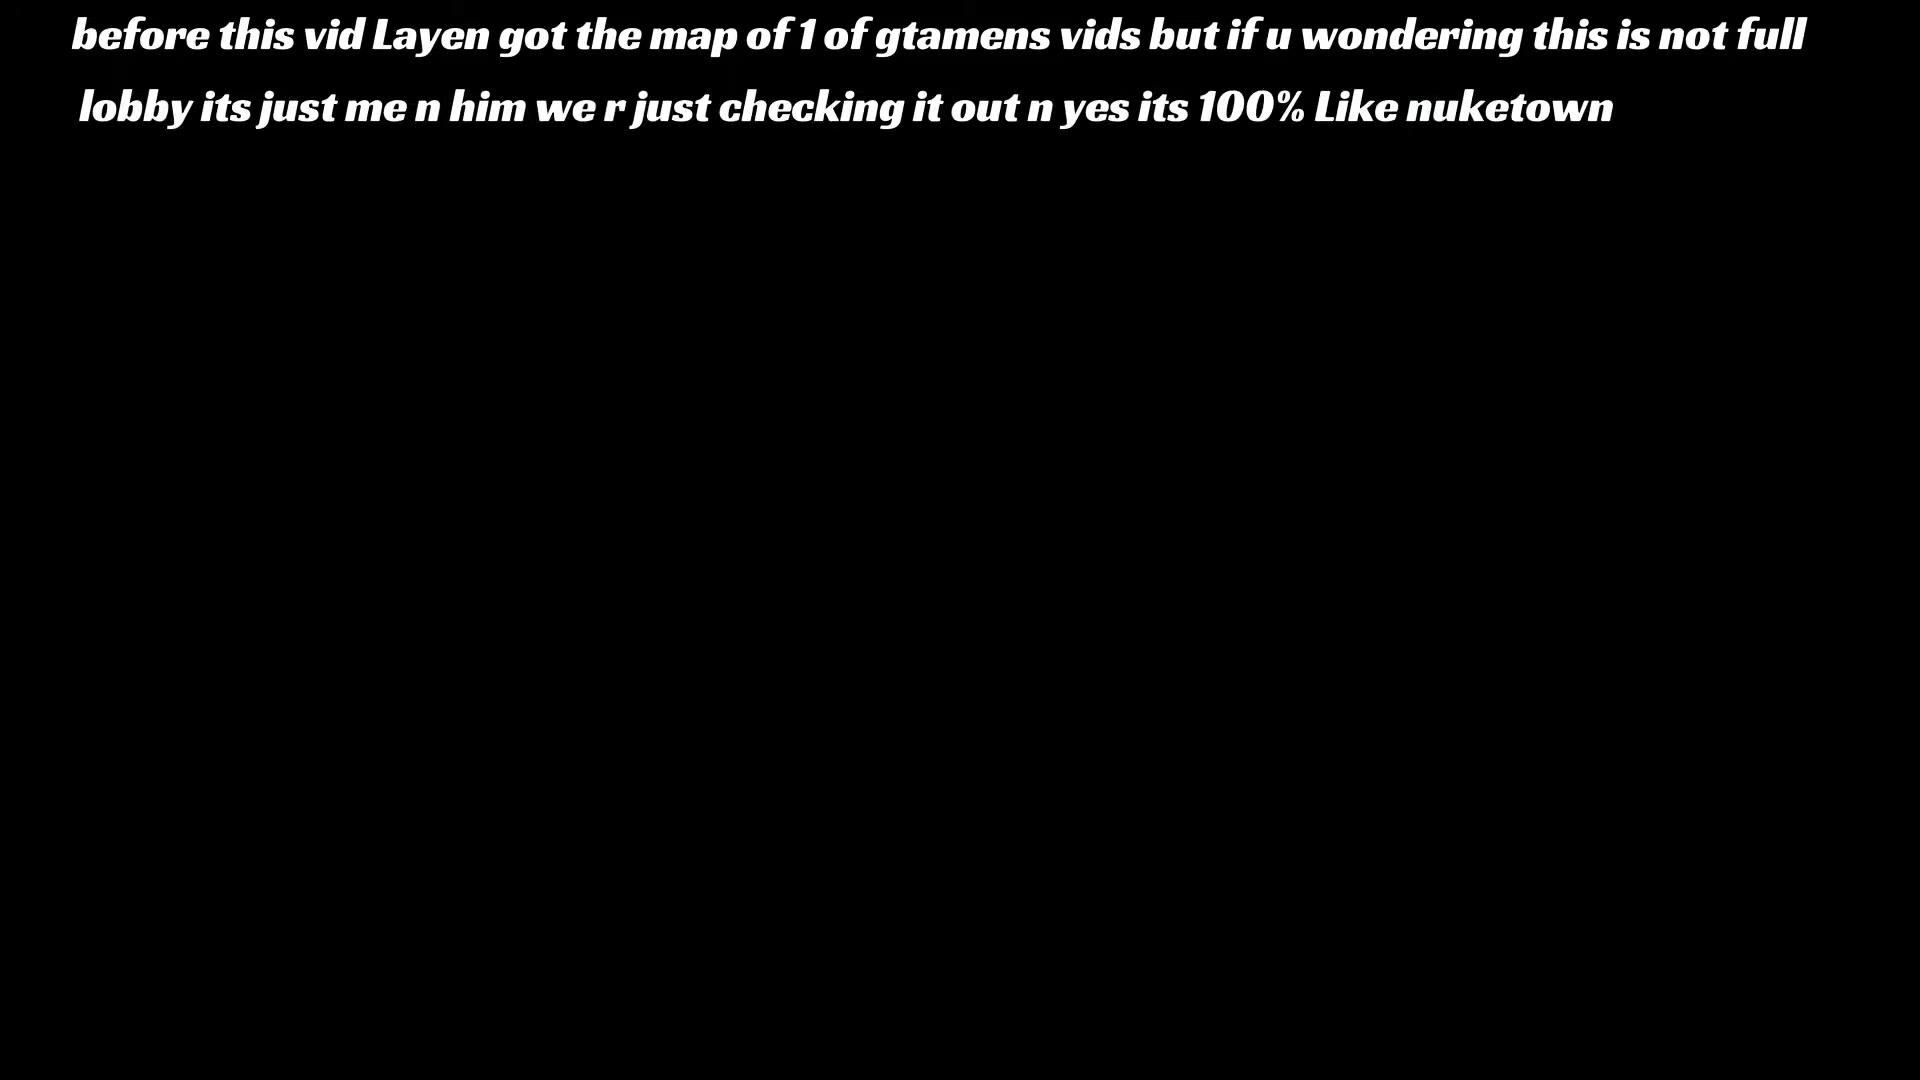 before this vid Layen got the map of 1 of gtamens vids but if u wondering this is not full
lobby its just me n him we r just checking it out n yes its 100% Like nuketown